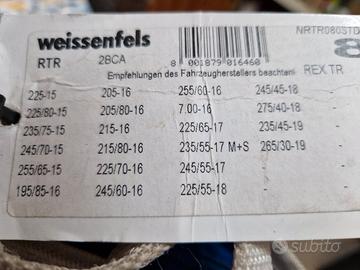 weissenfels
NRTR080STD
RTR 2BCA
8 001879 016460
8
Empfehlungen des Fahrzeugherstellers beachten!
REX TR
225-15 205-16 255/60-16 245/45-18
225/80-15 205/80-16 7.00-16 275/40-18
235/75-15 215-16 225/65-17 235/45-19
245/70-15 215/80-16 235/55-17 M+S 265/30-19
255/65-15 225/70-16 245/55-17 -
195/85-16 245/60-16 225/55-18 -
subito